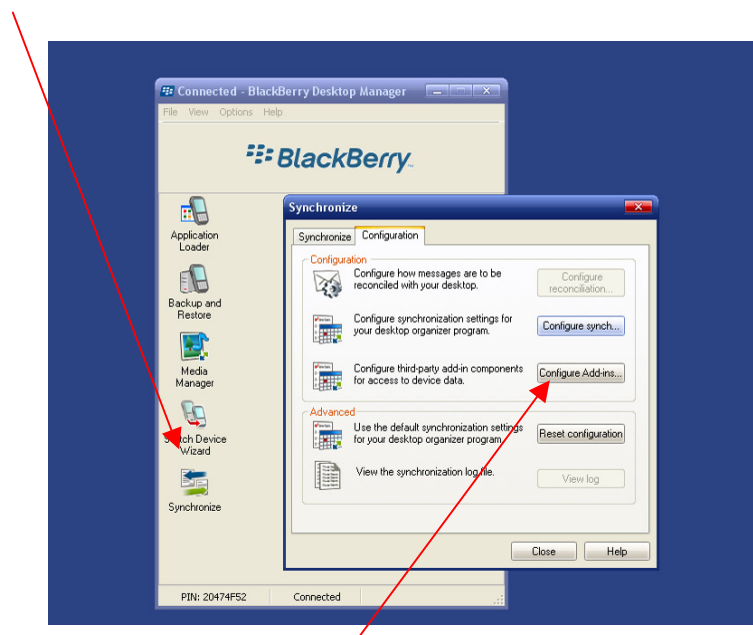 Connected - BlackBerry Desktop Manager
File View Options Help
BlackBerry
Application
Loader
Backup and
Restore
Media
Manager
Switch Device
Wizard
Synchronize
PIN: 20474F52 Connected
Synchronize
Synchronize Configuration
Configuration
Configure how messages are to be
reconciled with your desktop.
Configure
reconciliation...
Configure synchronization settings for
your desktop organizer program.
Configure synch...
Configure third-party add-in components
for access to device data.
Configure Add-ins...
Advanced
Use the default synchronization settings
for your desktop organizer program.
Reset configuration
View the synchronization log file.
View log
Close Help